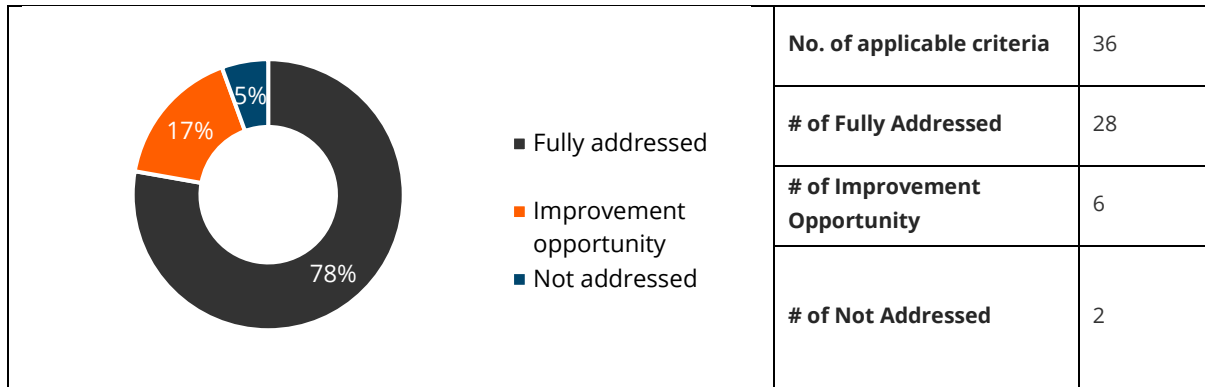 5%
17%
78%
Fully addressed
Improvement
opportunity
Not addressed
No. of applicable criteria 36
# of Fully Addressed 28
# of Improvement
Opportunity 6
# of Not Addressed 2